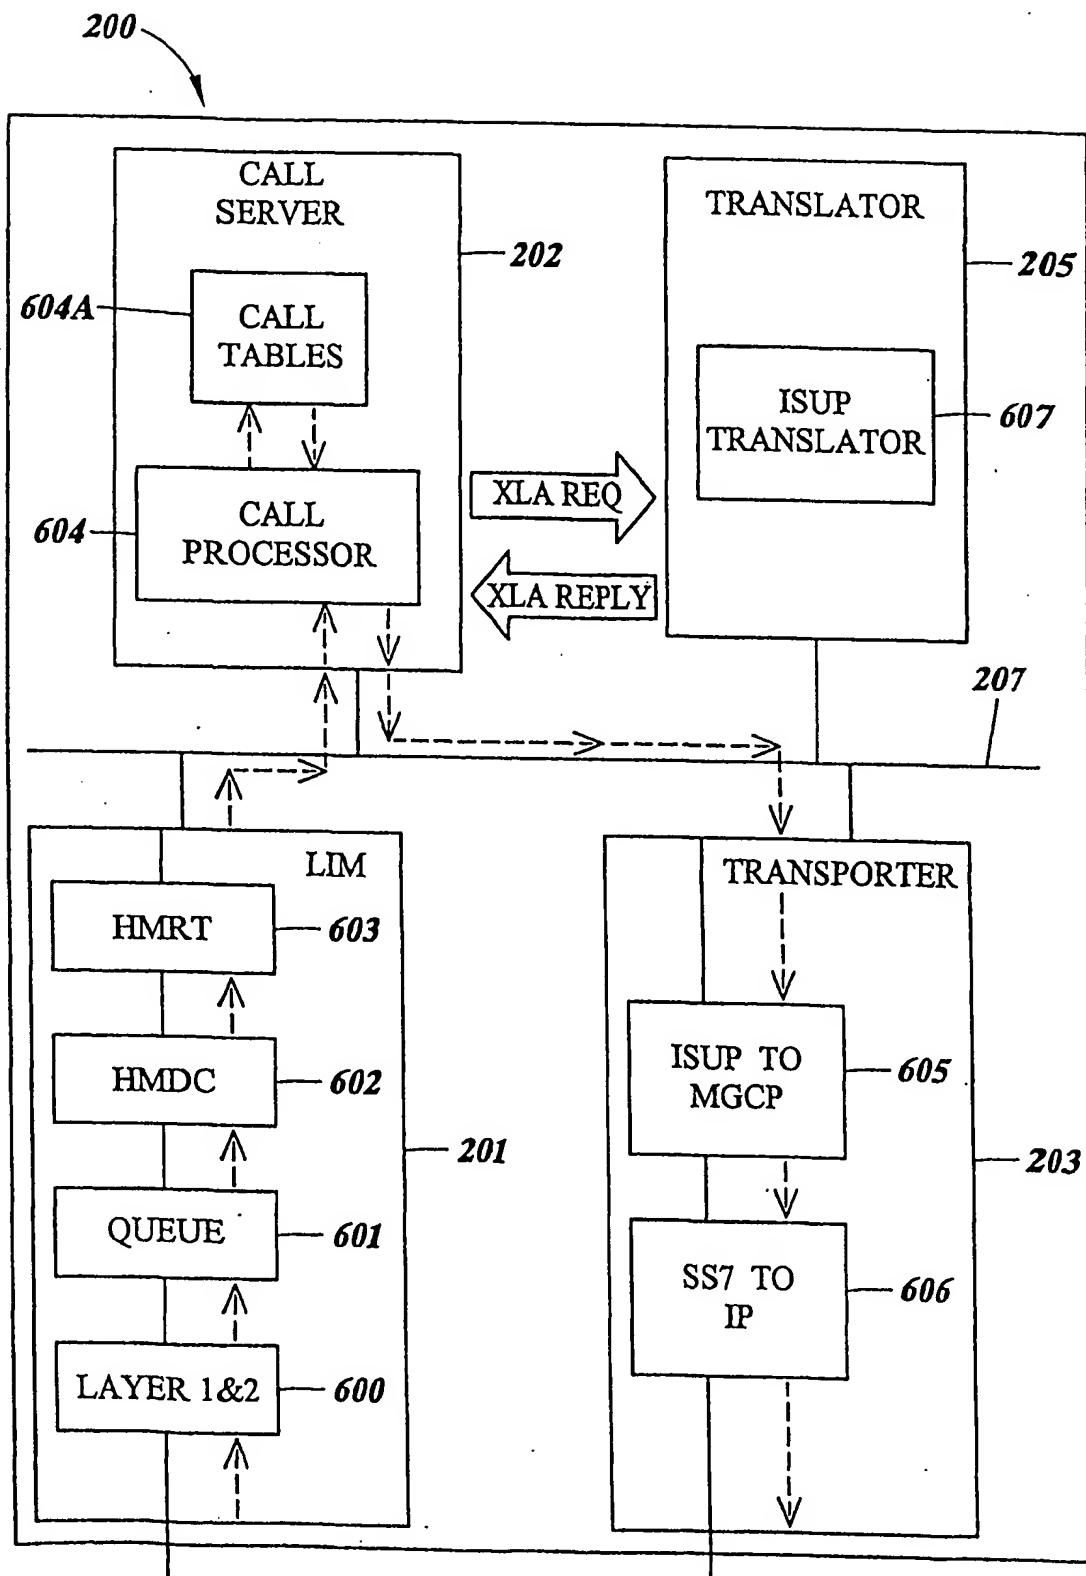 200
CALL
SERVER
202
604A
CALL
TABLES
604
CALL
PROCESSOR
TRANSLATOR
205
ISUP
TRANSLATOR
607
XLA REQ
XLA REPLY
207
LIM
HMRT
603
HMDC
602
201
QUEUE
601
LAYER 1&2
600
TRANSPORTER
ISUP TO
MGCP
605
203
SS7 TO
IP
606